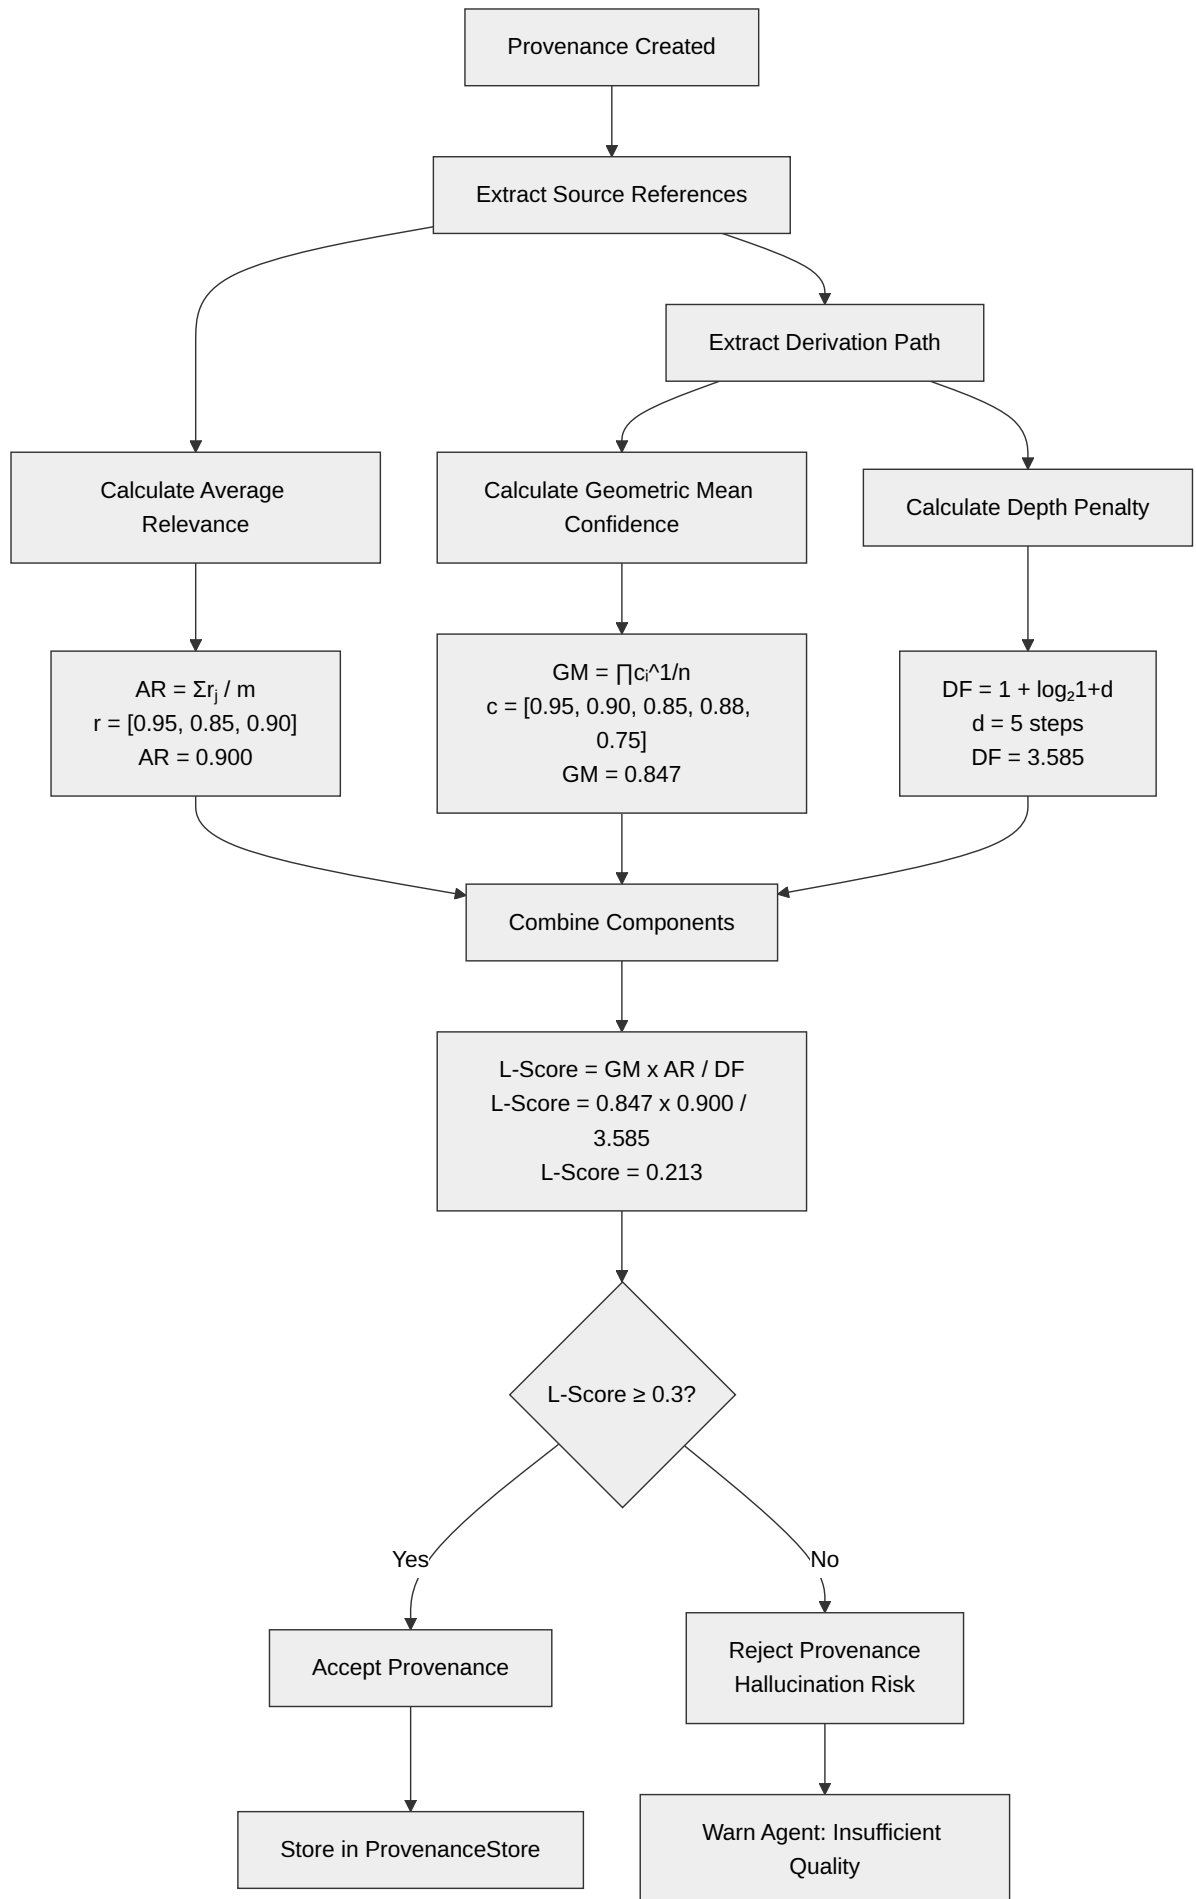 Provenance Created
Extract Source References
Extract Derivation Path
Calculate Average
Relevance
Calculate Geometric Mean
Confidence
Calculate Depth Penalty
AR = Σrⱼ / m
r = [0.95, 0.85, 0.90]
AR = 0.900
GM = ∏cᵢ^1/n
c = [0.95, 0.90, 0.85, 0.88,
0.75]
GM = 0.847
DF = 1 + log₂1+d
d = 5 steps
DF = 3.585
Combine Components
L-Score = GM x AR / DF
L-Score = 0.847 x 0.900 /
3.585
L-Score = 0.213
L-Score ≥ 0.3?
Yes
No
Accept Provenance
Reject Provenance
Hallucination Risk
Store in ProvenanceStore
Warn Agent: Insufficient
Quality